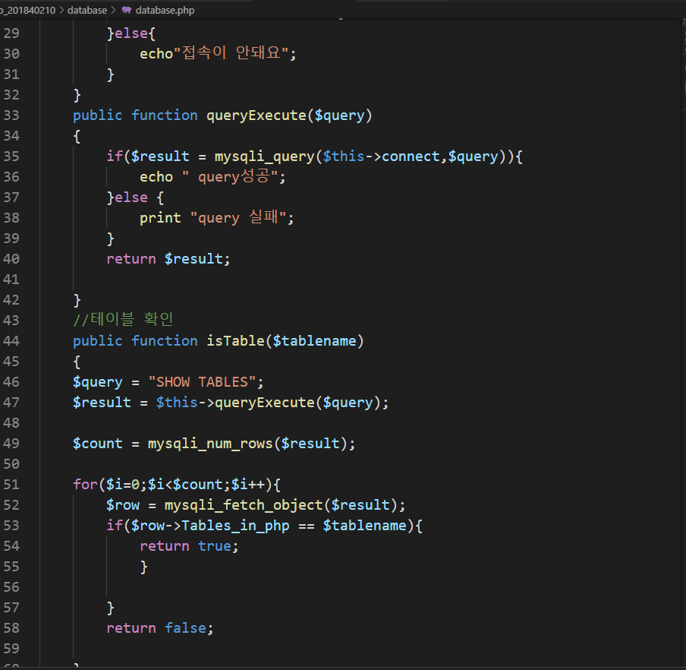 p_201840210 > database > database.php
29 }else{
30 echo"접속이 안돼요";
31 }
32 }
33 public function queryExecute($query)
34 {
35 if($result = mysqli_query($this->connect,$query)){
36 echo " query성공";
37 }else {
38 print "query 실패";
39 }
40 return $result;
41
42 }
43 //테이블 확인
44 public function isTable($tablename)
45 {
46 $query = "SHOW TABLES";
47 $result = $this->queryExecute($query);
48
49 $count = mysqli_num_rows($result);
50
51 for($i=0;$i<$count;$i++){
52 $row = mysqli_fetch_object($result);
53 if($row->Tables_in_php == $tablename){
54 return true;
55 }
56
57 }
58 return false;
59